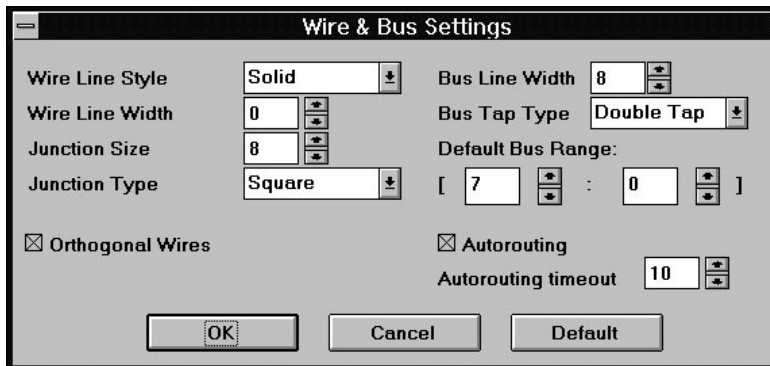 Wire & Bus Settings
Wire Line Style Solid
Wire Line Width 0
Junction Size 8
Junction Type Square
Orthogonal Wires
Bus Line Width 8
Bus Tap Type Double Tap
Default Bus Range:
[ 7 : 0 ]
Autorouting
Autorouting timeout 10
OK Cancel Default